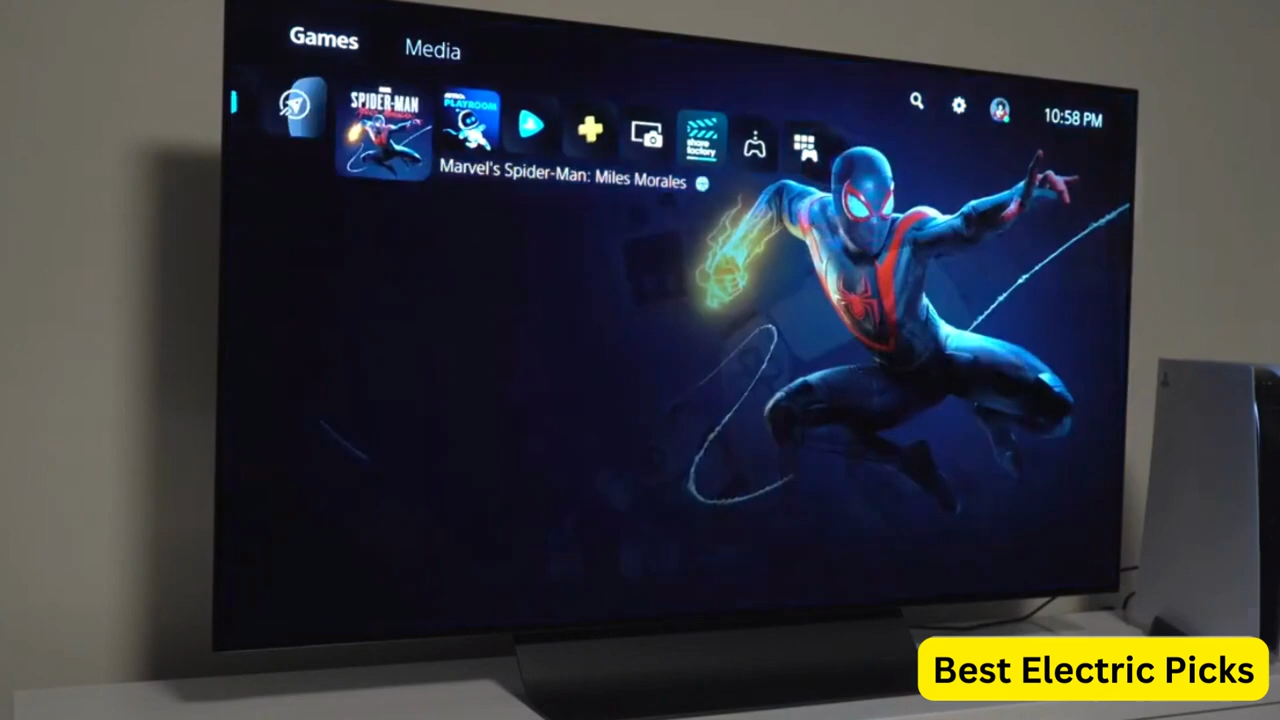 Games
Media
10:58 PM
SPIDER-MAN
PLAYROOM
share
factory
Marvel's Spider-Man: Miles Morales
Best Electric Picks